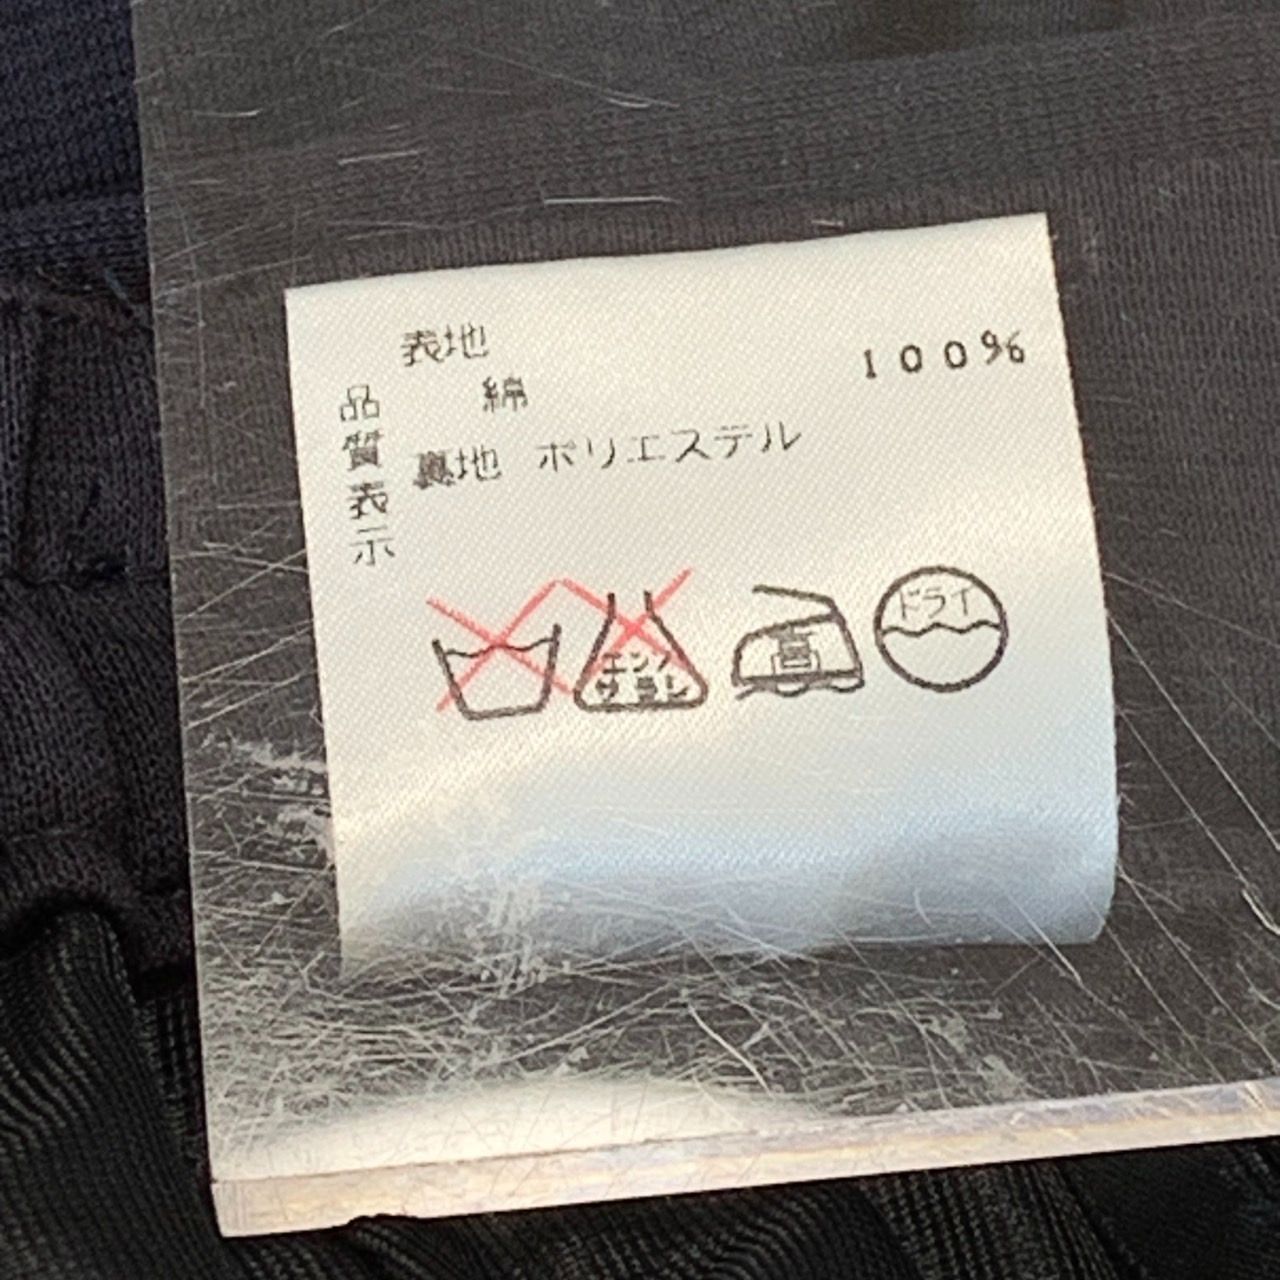 品質表示
表地
綿 100%
裏地 ポリエステル
エンソ
サラシ
高
ドライ